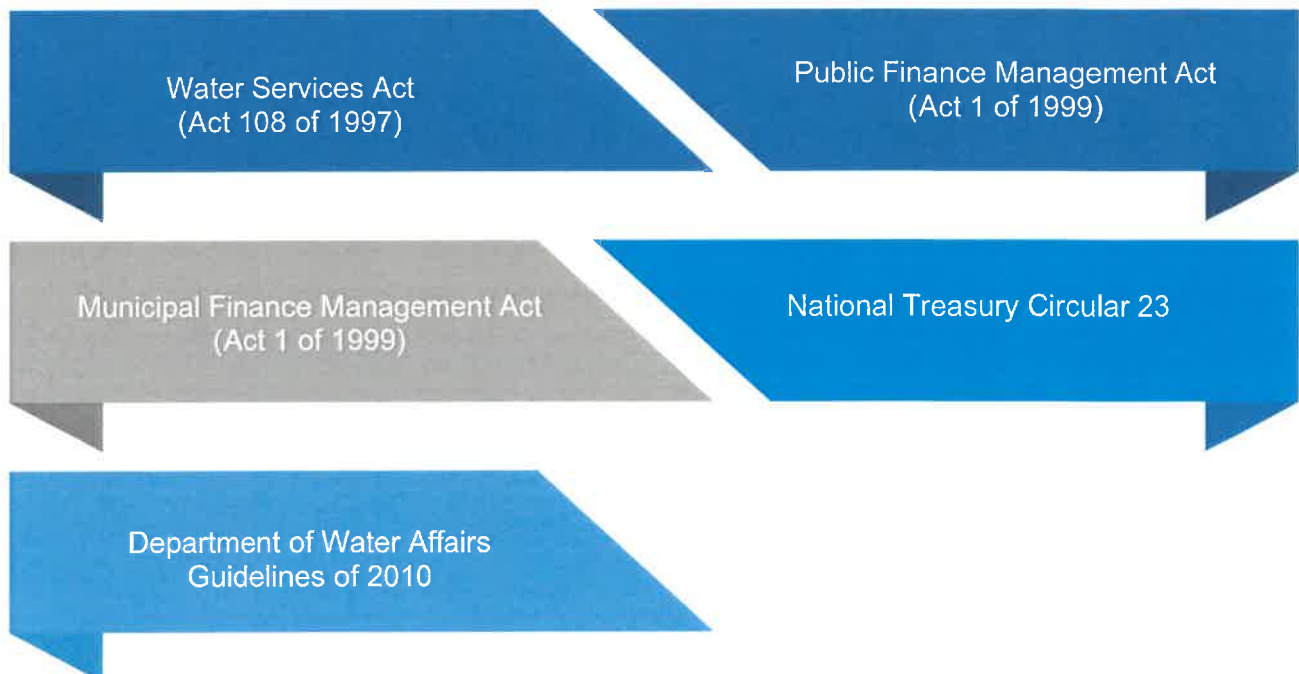 Water Services Act
(Act 108 of 1997)
Public Finance Management Act
(Act 1 of 1999)
Municipal Finance Management Act
(Act 1 of 1999)
National Treasury Circular 23
Department of Water Affairs
Guidelines of 2010